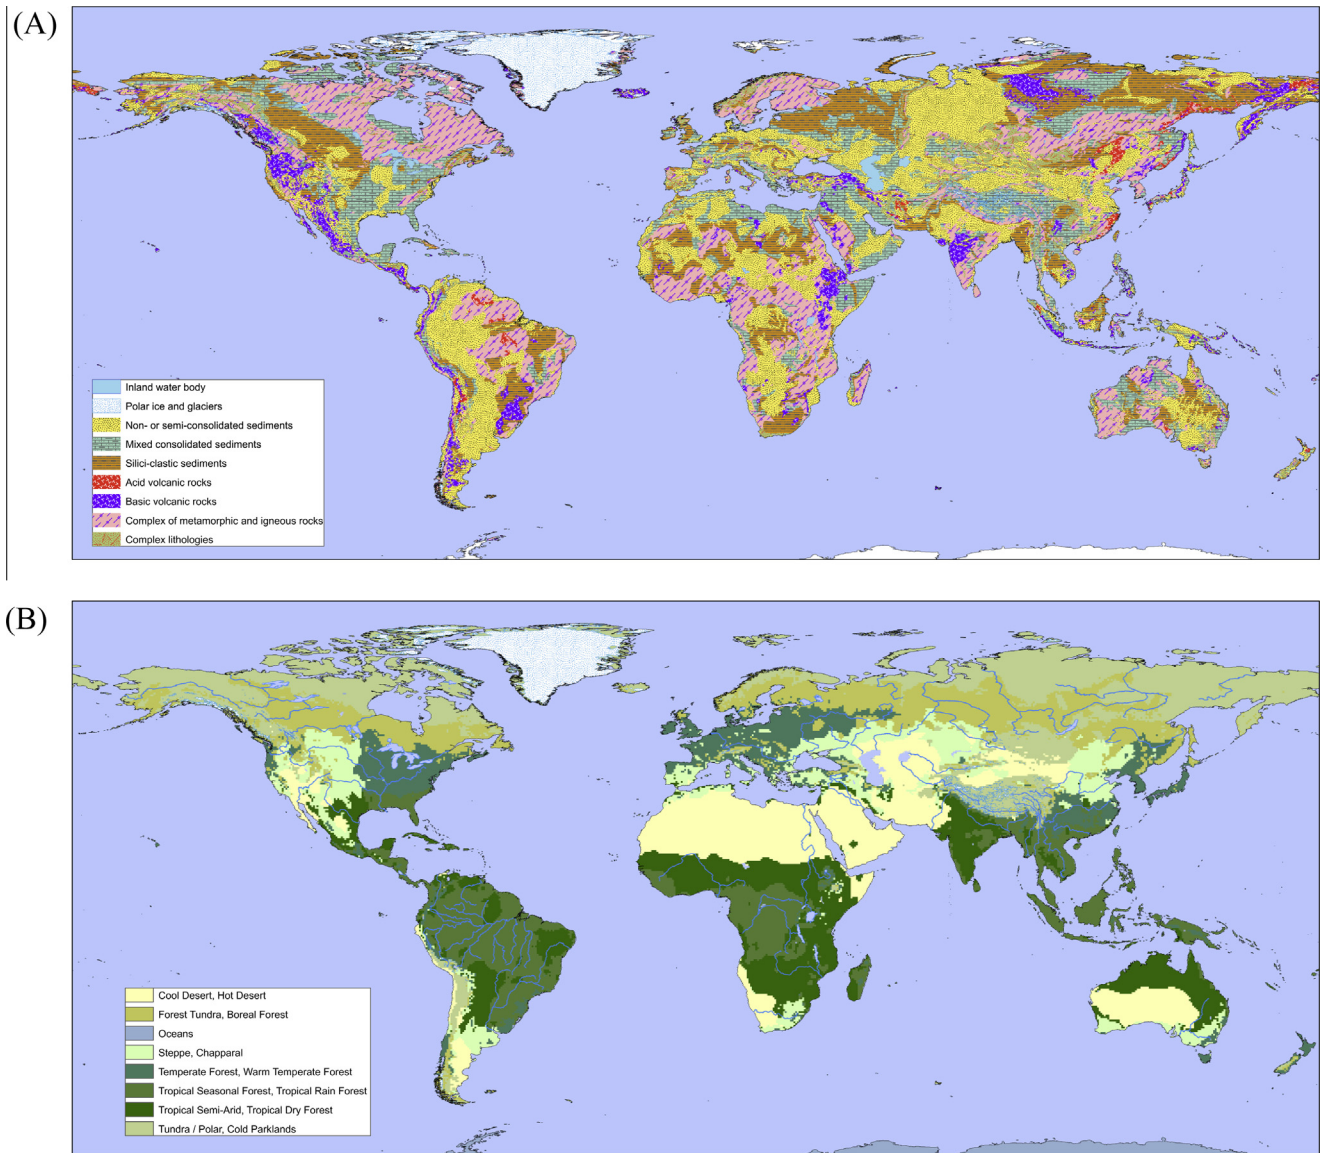 (A)
Inland water body
Polar ice and glaciers
Non- or semi-consolidated sediments
Mixed consolidated sediments
Silici-clastic sediments
Acid volcanic rocks
Basic volcanic rocks
Complex of metamorphic and igneous rocks
Complex lithologies
(B)
Cool Desert, Hot Desert
Forest Tundra, Boreal Forest
Oceans
Steppe, Chapparal
Temperate Forest, Warm Temperate Forest
Tropical Seasonal Forest, Tropical Rain Forest
Tropical Semi-Arid, Tropical Dry Forest
Tundra / Polar, Cold Parklands